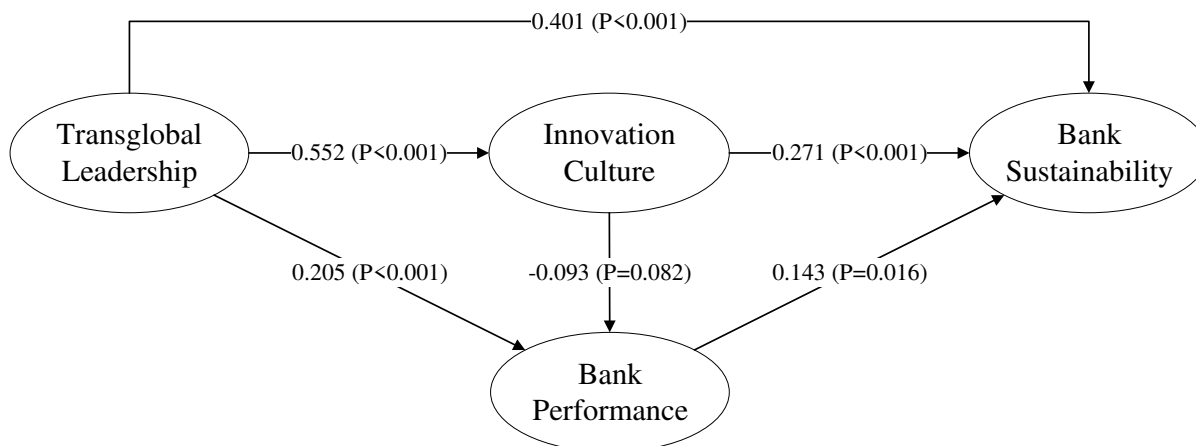 0.401 (P<0.001)
Transglobal
Leadership
0.552 (P<0.001)
Innovation
Culture
0.271 (P<0.001)
Bank
Sustainability
0.205 (P<0.001)
-0.093 (P=0.082)
0.143 (P=0.016)
Bank
Performance